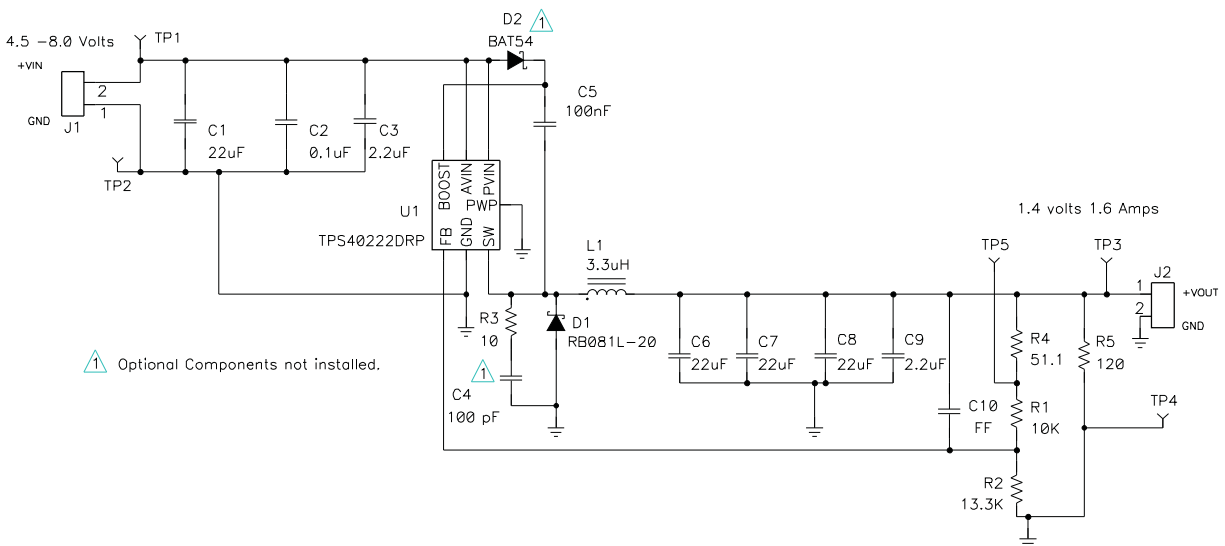 D2 1
4.5 –8.0 Volts
TP1
BAT54
+VIN
2
1
GND
J1
C1
22uF
C2
0.1uF
C3
2.2uF
C5
100nF
TP2
BOOST
AVIN
PVIN
PWP
FB
GND
SW
U1
TPS40222DRP
1.4 volts 1.6 Amps
L1
3.3uH
TP5
TP3
J2
1
2
+VOUT
GND
R3
10
D1
RB081L–20
C6
22uF
C7
22uF
C8
22uF
C9
2.2uF
R4
51.1
R5
120
1 Optional Components not installed.
1
C4
100 pF
C10
FF
R1
10K
TP4
R2
13.3K